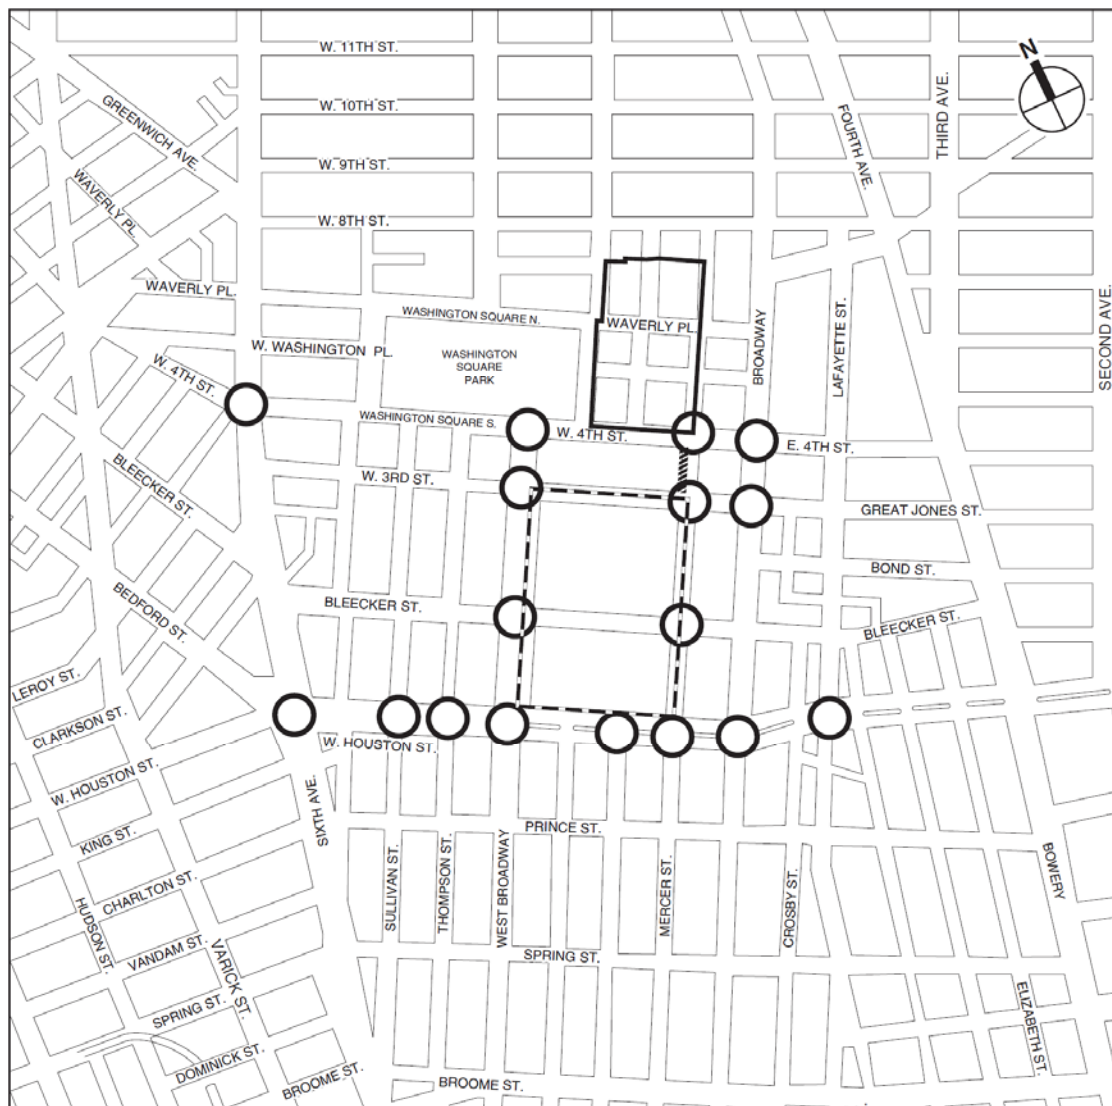 W. 11TH ST.
N
W. 10TH ST.
GREENWICH AVE.
FOURTH AVE.
THIRD AVE.
W. 9TH ST.
WAVERLY PL.
W. 8TH ST.
WAVERLY PL.
WASHINGTON SQUARE N.
WAVERLY PL.
BROADWAY
LAFAYETTE ST.
SECOND AVE.
W. WASHINGTON PL.
WASHINGTON
SQUARE
PARK
W. 4TH ST.
WASHINGTON SQUARE S.
W. 4TH ST.
E. 4TH ST.
BLEECKER ST.
W. 3RD ST.
GREAT JONES ST.
BOND ST.
BEDFORD ST.
BLEECKER ST.
BLEECKER ST.
LEROY ST.
CLARKSON ST.
W. HOUSTON ST.
W. HOUSTON ST.
SIXTH AVE.
KING ST.
PRINCE ST.
CHARLTON ST.
SULLIVAN ST.
THOMPSON ST.
WEST BROADWAY
MERCER ST.
CROSBY ST.
BOWERY
HUDSON ST.
VANDAM ST.
VARICK ST.
SPRING ST.
SPRING ST.
ELIZABETH ST.
DOMINICK ST.
BROOME ST.
BROOME ST.